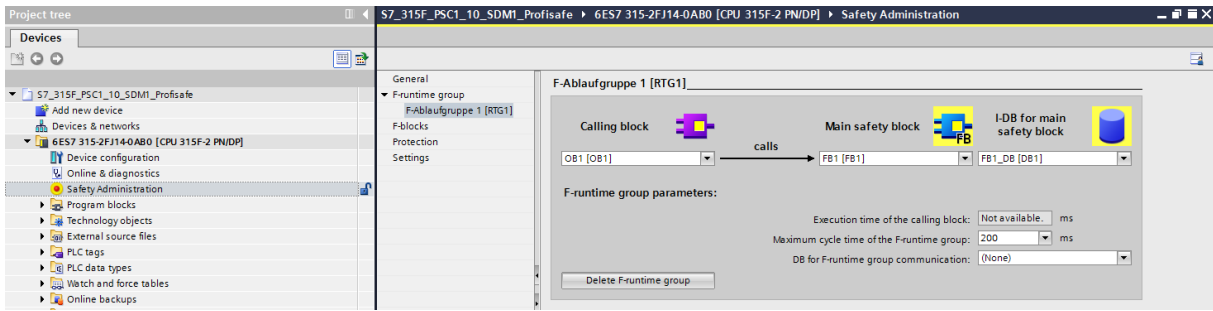 Project tree
Devices
S7_315F_PSC1_10_SDM1_Profisafe
Add new device
Devices & networks
6ES7 315-2FJ14-0AB0 [CPU 315F-2 PN/DP]
Device configuration
Online & diagnostics
Safety Administration
Program blocks
Technology objects
External source files
PLC tags
PLC data types
Watch and force tables
Online backups
S7_315F_PSC1_10_SDM1_Profisafe 6ES7 315-2FJ14-0AB0 [CPU 315F-2 PN/DP] Safety Administration
General
F-runtime group
F-Ablaufgruppe 1 [RTG1]
F-blocks
Protection
Settings
F-Ablaufgruppe 1 [RTG1]
Calling block
calls
Main safety block
FB
I-DB for main
safety block
OB1 [OB1]
FB1 [FB1]
FB1_DB [DB1]
F-runtime group parameters:
Execution time of the calling block: Not available. ms
Maximum cycle time of the F-runtime group: 200 ms
DB for F-runtime group communication: (None)
Delete F-runtime group